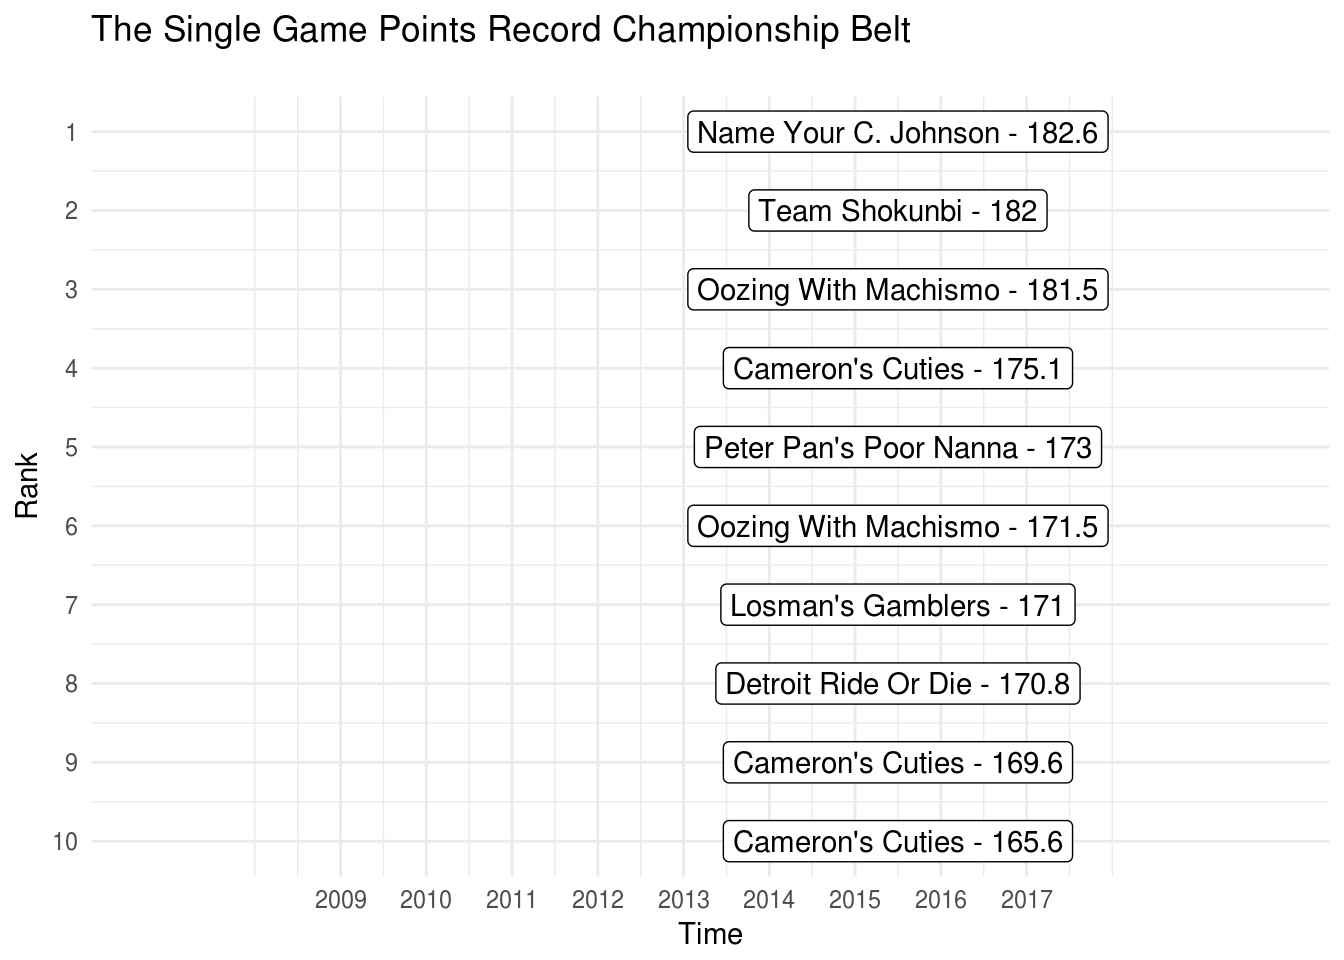 The Single Game Points Record Championship Belt
1
Name Your C. Johnson - 182.6
2
Team Shokunbi - 182
3
Oozing With Machismo - 181.5
4
Cameron's Cuties - 175.1
5
Peter Pan's Poor Nanna - 173
Rank
6
Oozing With Machismo - 171.5
7
Losman's Gamblers - 171
8
Detroit Ride Or Die - 170.8
9
Cameron's Cuties - 169.6
10
Cameron's Cuties - 165.6
2009 2010 2011 2012 2013 2014 2015 2016 2017
Time